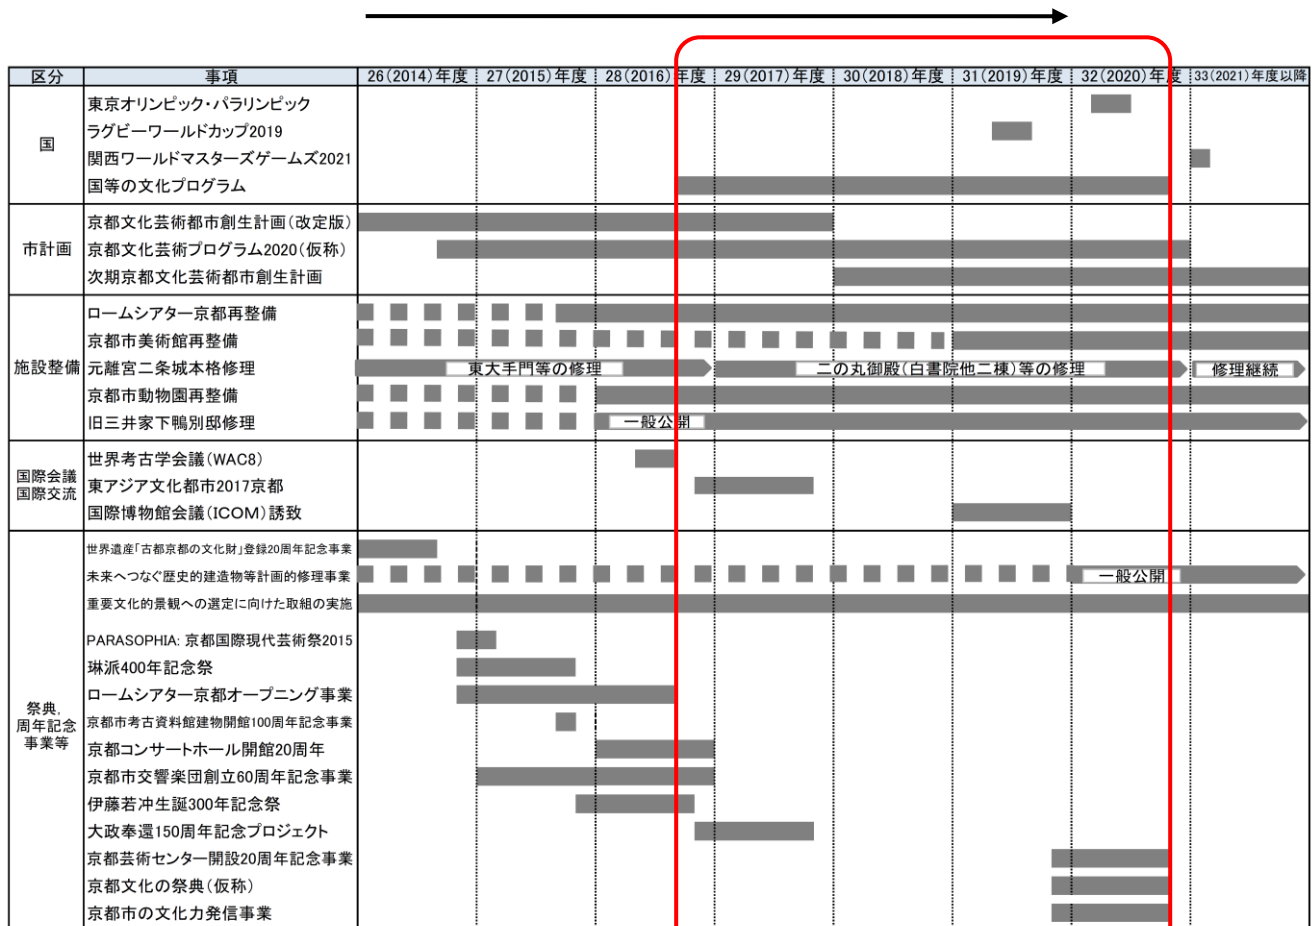 区分 事項 26(2014)年度 27(2015)年度 28(2016)年度 29(2017)年度 30(2018)年度 31(2019)年度 32(2020)年度 33(2021)年度以降
国
東京オリンピック・パラリンピック
ラグビーワールドカップ2019
関西ワールドマスターズゲームズ2021
国等の文化プログラム
市計画
京都文化芸術都市創生計画(改定版)
京都文化芸術プログラム2020(仮称)
次期京都文化芸術都市創生計画
施設整備
ロームシアター京都再整備
京都市美術館再整備
元離宮二条城本格修理 東大手門等の修理 二の丸御殿(白書院他二棟)等の修理 修理継続
京都市動物園再整備
旧三井家下鴨別邸修理 一般公開
国際会議
国際交流
世界考古学会議(WAC8)
東アジア文化都市2017京都
国際博物館会議(ICOM)誘致
祭典,
周年記念
事業等
世界遺産「古都京都の文化財」登録20周年記念事業
未来へつなぐ歴史的建造物等計画的修理事業 一般公開
重要文化的景観への選定に向けた取組の実施
PARASOPHIA: 京都国際現代芸術祭2015
琳派400年記念祭
ロームシアター京都オープニング事業
京都市考古資料館建物開館100周年記念事業
京都コンサートホール開館20周年
京都市交響楽団創立60周年記念事業
伊藤若冲生誕300年記念祭
大政奉還150周年記念プロジェクト
京都芸術センター開設20周年記念事業
京都文化の祭典(仮称)
京都市の文化力発信事業